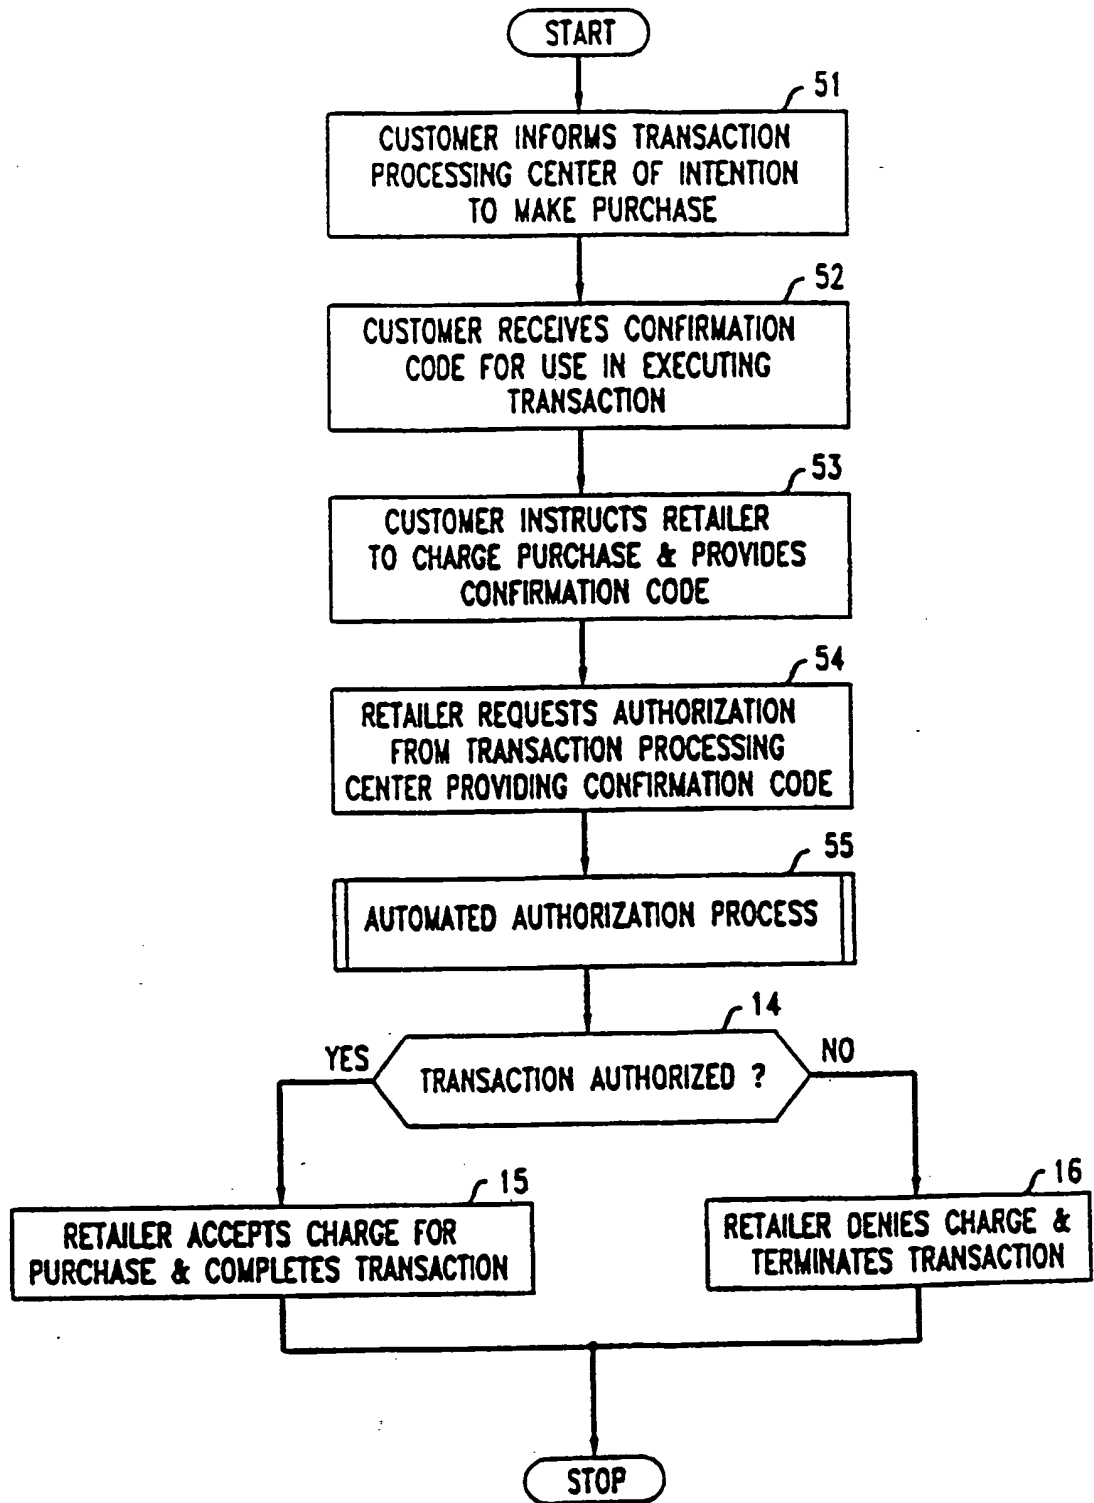 START
51
CUSTOMER INFORMS TRANSACTION
PROCESSING CENTER OF INTENTION
TO MAKE PURCHASE
52
CUSTOMER RECEIVES CONFIRMATION
CODE FOR USE IN EXECUTING
TRANSACTION
53
CUSTOMER INSTRUCTS RETAILER
TO CHARGE PURCHASE & PROVIDES
CONFIRMATION CODE
54
RETAILER REQUESTS AUTHORIZATION
FROM TRANSACTION PROCESSING
CENTER PROVIDING CONFIRMATION CODE
55
AUTOMATED AUTHORIZATION PROCESS
14
YES
TRANSACTION AUTHORIZED ?
NO
15
RETAILER ACCEPTS CHARGE FOR
PURCHASE & COMPLETES TRANSACTION
16
RETAILER DENIES CHARGE &
TERMINATES TRANSACTION
STOP